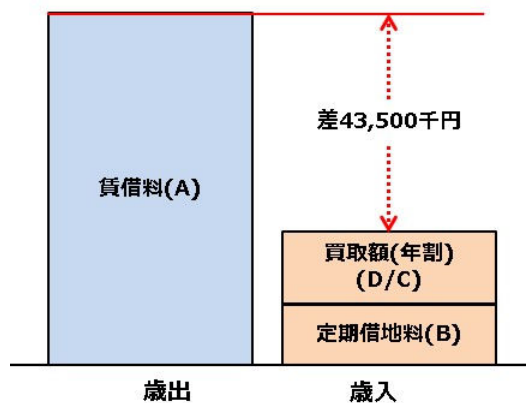 差43,500千円
賃借料(A)
買取額(年割)
(D/C)
定期借地料(B)
歳出
歳入